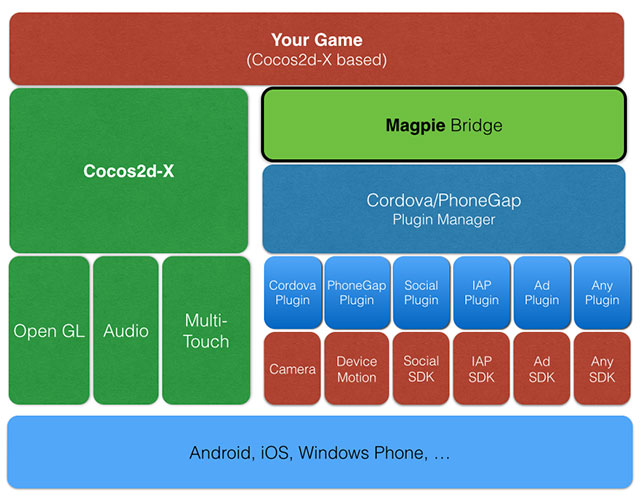 Your Game
(Cocos2d-X based)
Magpie Bridge
Cocos2d-X
Cordova/PhoneGap
Plugin Manager
Open GL
Audio
Multi-
Touch
Cordova
Plugin
PhoneGap
Plugin
Social
Plugin
IAP
Plugin
Ad
Plugin
Any
Plugin
Camera
Device
Motion
Social
SDK
IAP
SDK
Ad
SDK
Any
SDK
Android, iOS, Windows Phone, …